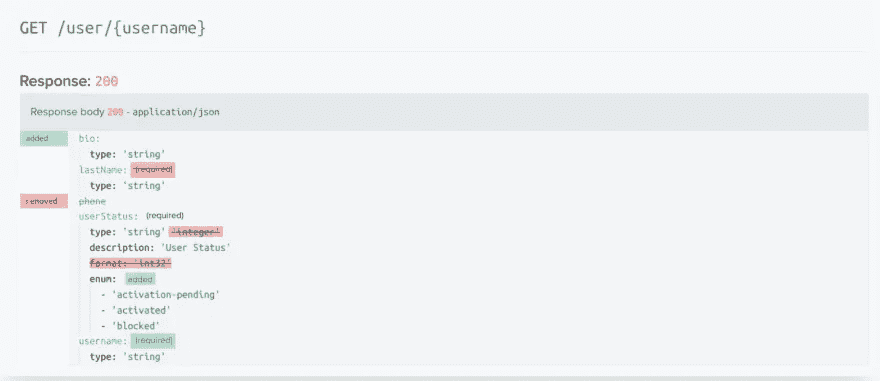 GET /user/{username}
Response: 200
Response body 200 - application/json
added bio:
type: 'string'
lastName: (required)
type: 'string'
removed phone
userStatus: (required)
type: 'string' 'integer'
description: 'User Status'
format: 'int32'
enum: added
- 'activation-pending'
- 'activated'
- 'blocked'
username: (required)
type: 'string'